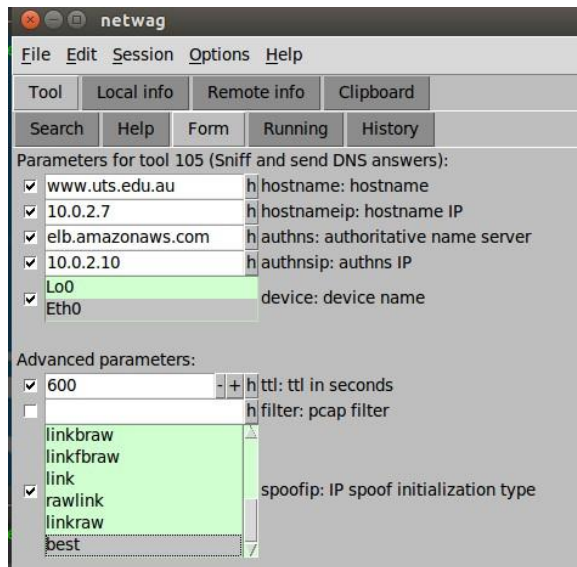 netwag
File Edit Session Options Help
Tool Local info Remote info Clipboard
Search Help Form Running History
Parameters for tool 105 (Sniff and send DNS answers):
www.uts.edu.au h hostname: hostname
10.0.2.7 h hostnameip: hostname IP
elb.amazonaws.com h authns: authoritative name server
10.0.2.10 h authnsip: authns IP
Lo0
Eth0
device: device name
Advanced parameters:
600 - + h ttl: ttl in seconds
h filter: pcap filter
linkbraw
linkfbraw
link
rawlink
linkraw
best
spoofip: IP spoof initialization type